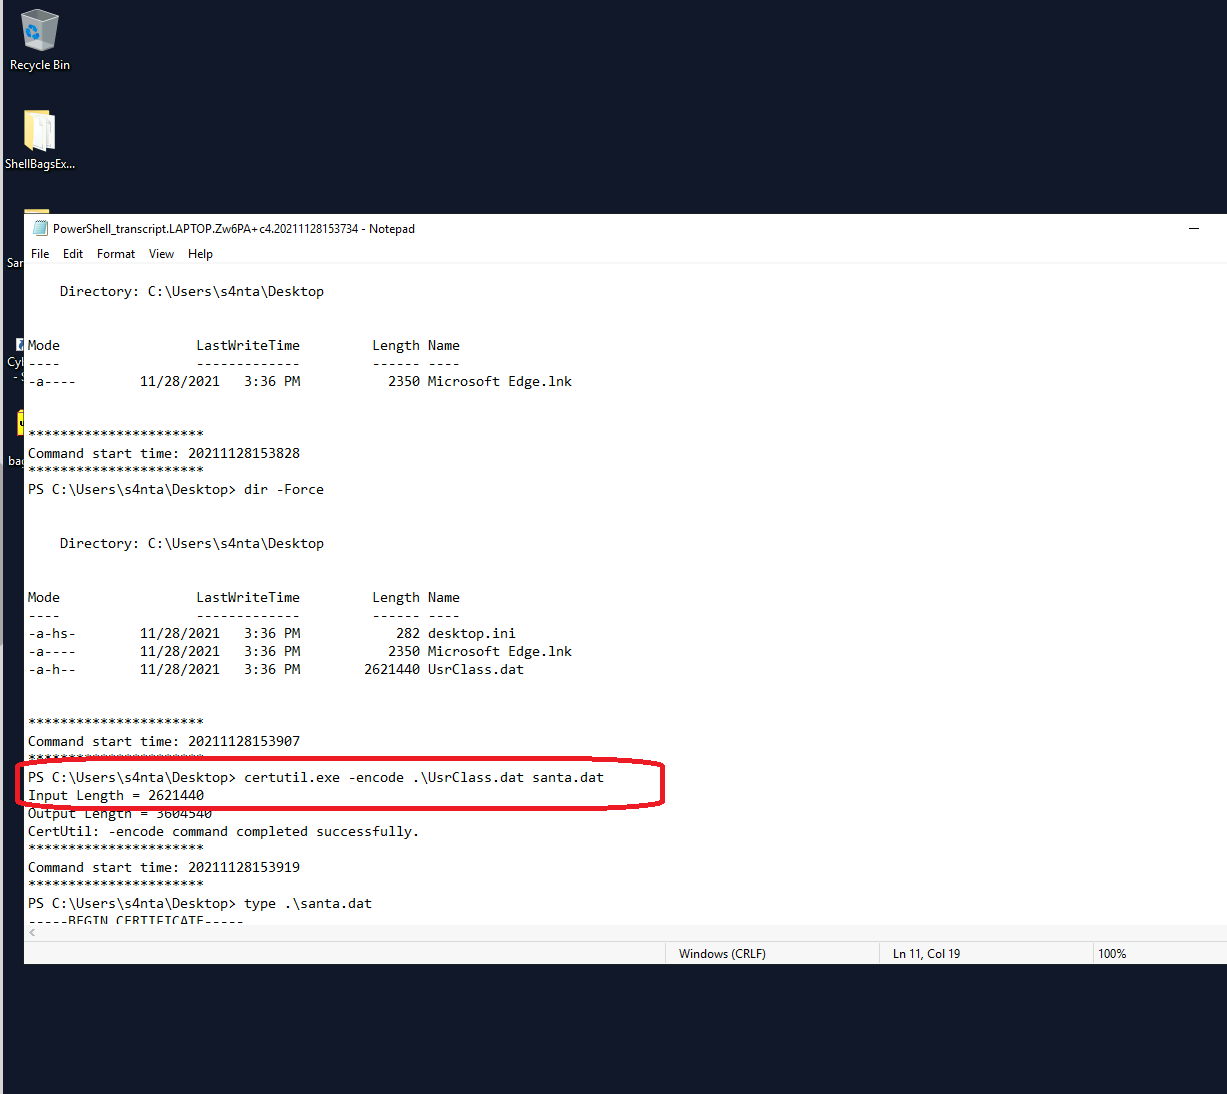 Recycle Bin
ShellBagsEx...
PowerShell_transcript.LAPTOP.Zw6PA+c4.20211128153734 - Notepad
File Edit Format View Help
Directory: C:\Users\s4nta\Desktop
Mode LastWriteTime Length Name
---- ------------- ------ ----
-a---- 11/28/2021 3:36 PM 2350 Microsoft Edge.lnk
**********************
Command start time: 20211128153828
**********************
PS C:\Users\s4nta\Desktop> dir -Force
Directory: C:\Users\s4nta\Desktop
Mode LastWriteTime Length Name
---- ------------- ------ ----
-a-hs- 11/28/2021 3:36 PM 282 desktop.ini
-a---- 11/28/2021 3:36 PM 2350 Microsoft Edge.lnk
-a-h-- 11/28/2021 3:36 PM 2621440 UsrClass.dat
**********************
Command start time: 20211128153907
**********************
PS C:\Users\s4nta\Desktop> certutil.exe -encode .\UsrClass.dat santa.dat
Input Length = 2621440
Output Length = 3604540
CertUtil: -encode command completed successfully.
**********************
Command start time: 20211128153919
**********************
PS C:\Users\s4nta\Desktop> type .\santa.dat
-----BEGIN CERTIFICATE-----
Windows (CRLF) Ln 11, Col 19 100%